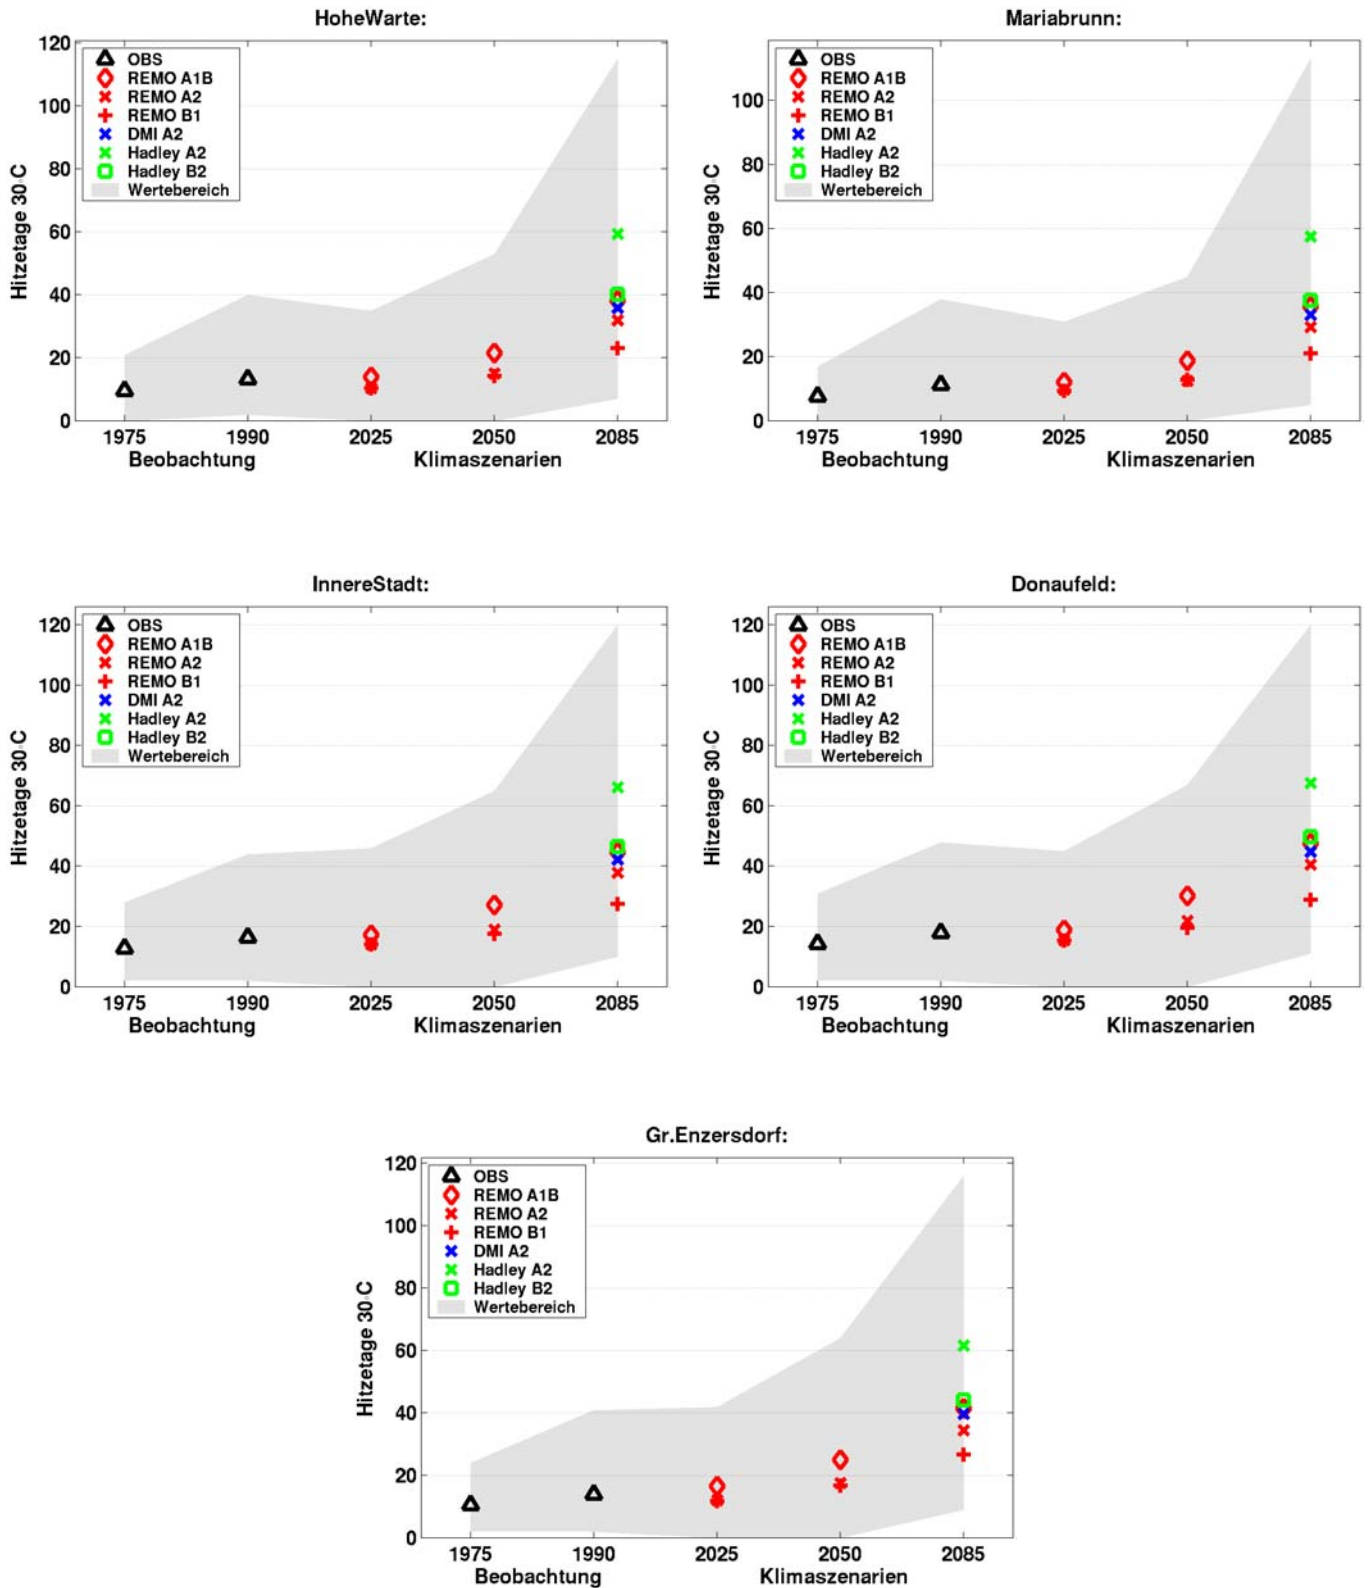 HoheWarte:
120
100
80
60
40
20
0
Hitzetage 30◦C
OBS
REMO A1B
REMO A2
REMO B1
DMI A2
Hadley A2
Hadley B2
Wertebereich
1975 1990 2025 2050 2085
Beobachtung Klimaszenarien
Mariabrunn:
100
80
60
40
20
0
Hitzetage 30◦C
OBS
REMO A1B
REMO A2
REMO B1
DMI A2
Hadley A2
Hadley B2
Wertebereich
1975 1990 2025 2050 2085
Beobachtung Klimaszenarien
InnereStadt:
120
100
80
60
40
20
0
Hitzetage 30◦C
OBS
REMO A1B
REMO A2
REMO B1
DMI A2
Hadley A2
Hadley B2
Wertebereich
1975 1990 2025 2050 2085
Beobachtung Klimaszenarien
Donaufeld:
120
100
80
60
40
20
0
Hitzetage 30◦C
OBS
REMO A1B
REMO A2
REMO B1
DMI A2
Hadley A2
Hadley B2
Wertebereich
1975 1990 2025 2050 2085
Beobachtung Klimaszenarien
Gr.Enzersdorf:
120
100
80
60
40
20
0
Hitzetage 30◦C
OBS
REMO A1B
REMO A2
REMO B1
DMI A2
Hadley A2
Hadley B2
Wertebereich
1975 1990 2025 2050 2085
Beobachtung Klimaszenarien